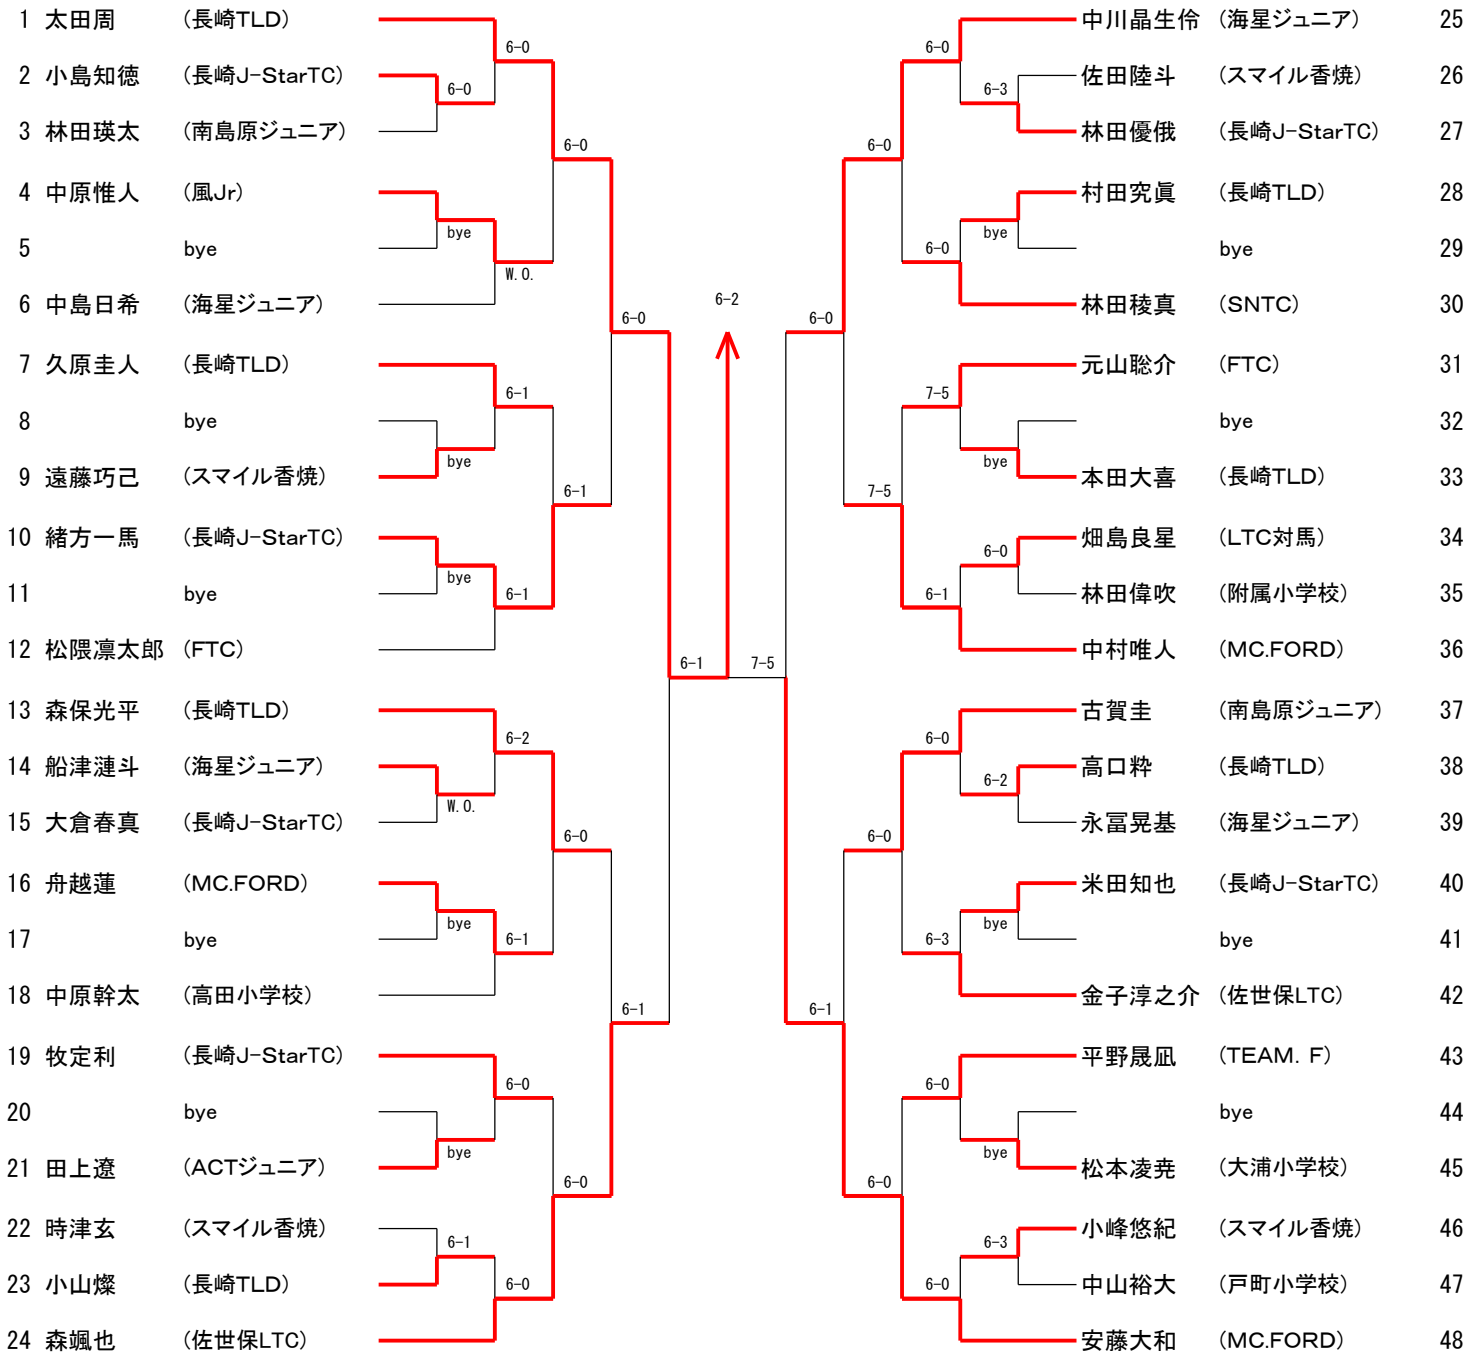 1 太田周 (長崎TLD)
6-0
2 小島知徳 (長崎J-StarTC)
6-0
3 林田瑛太 (南島原ジュニア)
6-0
4 中原惟人 (風Jr)
bye
5 bye
W.O.
6 中島日希 (海星ジュニア)
6-0
7 久原圭人 (長崎TLD)
6-1
8 bye
bye
9 遠藤巧己 (スマイル香焼)
6-1
10 緒方一馬 (長崎J-StarTC)
bye
11 bye
6-1
12 松隈凛太郎 (FTC)
6-1
13 森保光平 (長崎TLD)
6-2
14 船津漣斗 (海星ジュニア)
W.O.
15 大倉春真 (長崎J-StarTC)
6-0
16 舟越蓮 (MC.FORD)
bye
17 bye
6-1
18 中原幹太 (高田小学校)
6-1
19 牧定利 (長崎J-StarTC)
6-0
20 bye
bye
21 田上遼 (ACTジュニア)
6-0
22 時津玄 (スマイル香焼)
6-1
23 小山燦 (長崎TLD)
6-0
24 森颯也 (佐世保LTC)
6-2
中川晶生伶 (海星ジュニア) 25
6-0
佐田陸斗 (スマイル香焼) 26
6-3
林田優俄 (長崎J-StarTC) 27
6-0
村田究眞 (長崎TLD) 28
bye
bye 29
6-0
林田稜真 (SNTC) 30
6-0
元山聡介 (FTC) 31
7-5
bye 32
bye
本田大喜 (長崎TLD) 33
7-5
畑島良星 (LTC対馬) 34
6-0
林田偉吹 (附属小学校) 35
6-1
中村唯人 (MC.FORD) 36
7-5
古賀圭 (南島原ジュニア) 37
6-0
高口粋 (長崎TLD) 38
6-2
永冨晃基 (海星ジュニア) 39
6-0
米田知也 (長崎J-StarTC) 40
bye
bye 41
6-3
金子淳之介 (佐世保LTC) 42
6-1
平野晟凪 (TEAM. F) 43
6-0
bye 44
bye
松本凌尭 (大浦小学校) 45
6-0
小峰悠紀 (スマイル香焼) 46
6-3
中山裕大 (戸町小学校) 47
6-0
安藤大和 (MC.FORD) 48